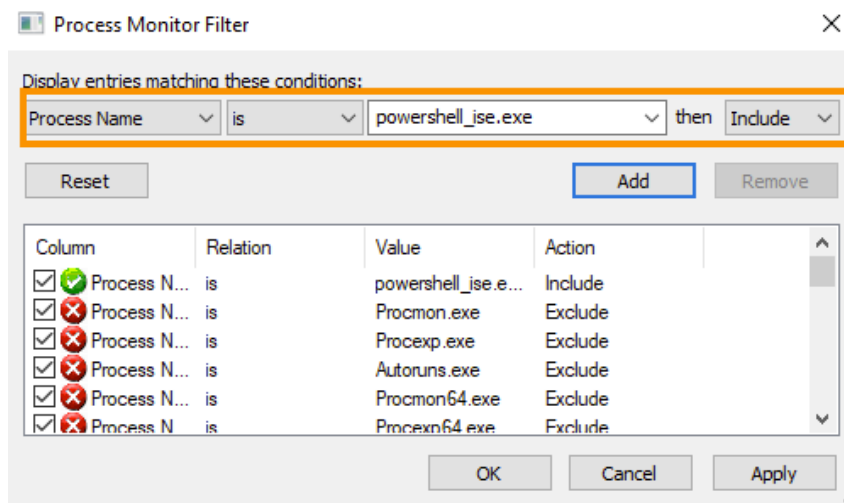 Process Monitor Filter
Display entries matching these conditions:
Process Name is powershell_ise.exe then Include
Reset Add Remove
Column Relation Value Action
Process N... is powershell_ise.e... Include
Process N... is Procmon.exe Exclude
Process N... is Procexp.exe Exclude
Process N... is Autoruns.exe Exclude
Process N... is Procmon64.exe Exclude
Process N is Procexp64 exe Exclude
OK Cancel Apply